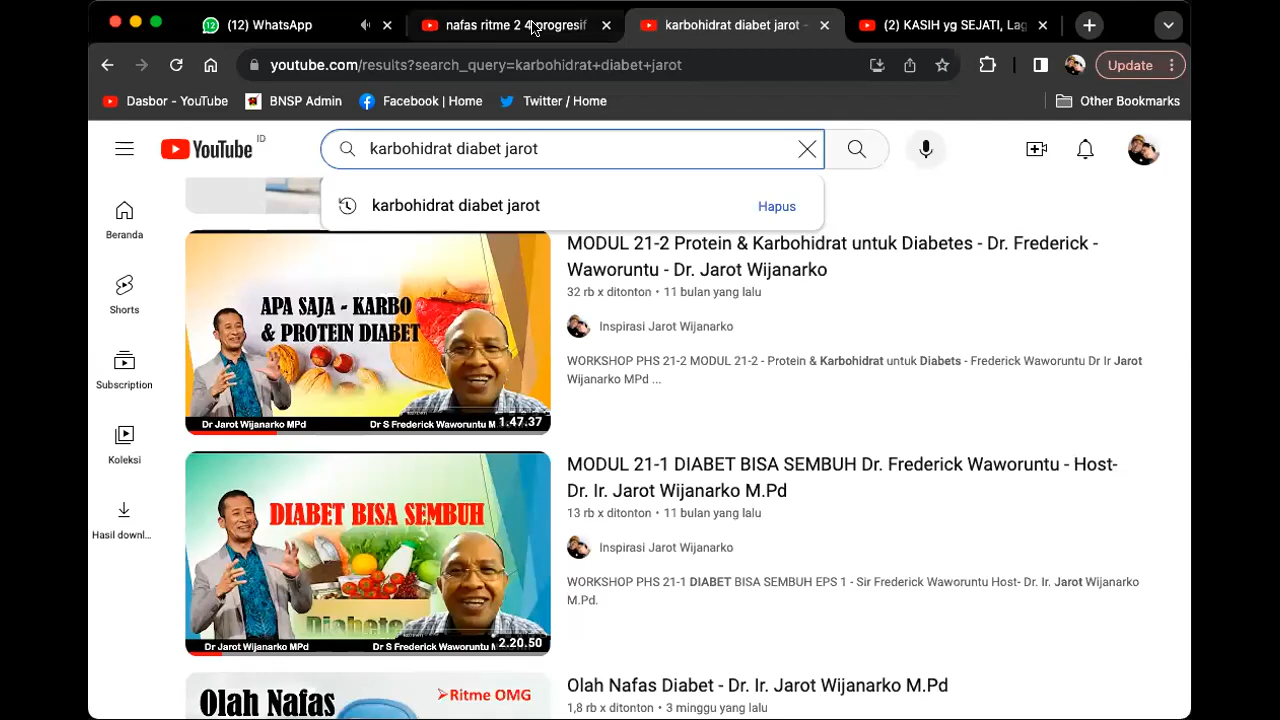 (12) WhatsApp
nafas ritme 2 4 progresif
karbohidrat diabet jarot -
(2) KASIH yg SEJATI, Lag
youtube.com/results?search_query=karbohidrat+diabet+jarot
Update
Dasbor - YouTube
BNSP Admin
Facebook | Home
Twitter / Home
Other Bookmarks
YouTube ID
karbohidrat diabet jarot
karbohidrat diabet jarot
Hapus
Beranda
Shorts
Subscription
Koleksi
Hasil downl...
APA SAJA - KARBO
& PROTEIN DIABET
Dr Jarot Wijanarko MPd
Dr S Frederick Waworuntu M
1.47.37
MODUL 21-2 Protein & Karbohidrat untuk Diabetes - Dr. Frederick -
Waworuntu - Dr. Jarot Wijanarko
32 rb x ditonton • 11 bulan yang lalu
Inspirasi Jarot Wijanarko
WORKSHOP PHS 21-2 MODUL 21-2 - Protein & Karbohidrat untuk Diabets - Frederick Waworuntu Dr Ir Jarot
Wijanarko MPd ...
DIABET BISA SEMBUH
Diabetes
Dr Jarot Wijanarko MPd
Dr S Frederick Waworuntu M
2.20.50
MODUL 21-1 DIABET BISA SEMBUH Dr. Frederick Waworuntu - Host-
Dr. Ir. Jarot Wijanarko M.Pd
13 rb x ditonton • 11 bulan yang lalu
Inspirasi Jarot Wijanarko
WORKSHOP PHS 21-1 DIABET BISA SEMBUH EPS 1 - Sir Frederick Waworuntu Host- Dr. Ir. Jarot Wijanarko
M.Pd.
Olah Nafas
➢Ritme OMG
Olah Nafas Diabet - Dr. Ir. Jarot Wijanarko M.Pd
1,8 rb x ditonton • 3 minggu yang lalu